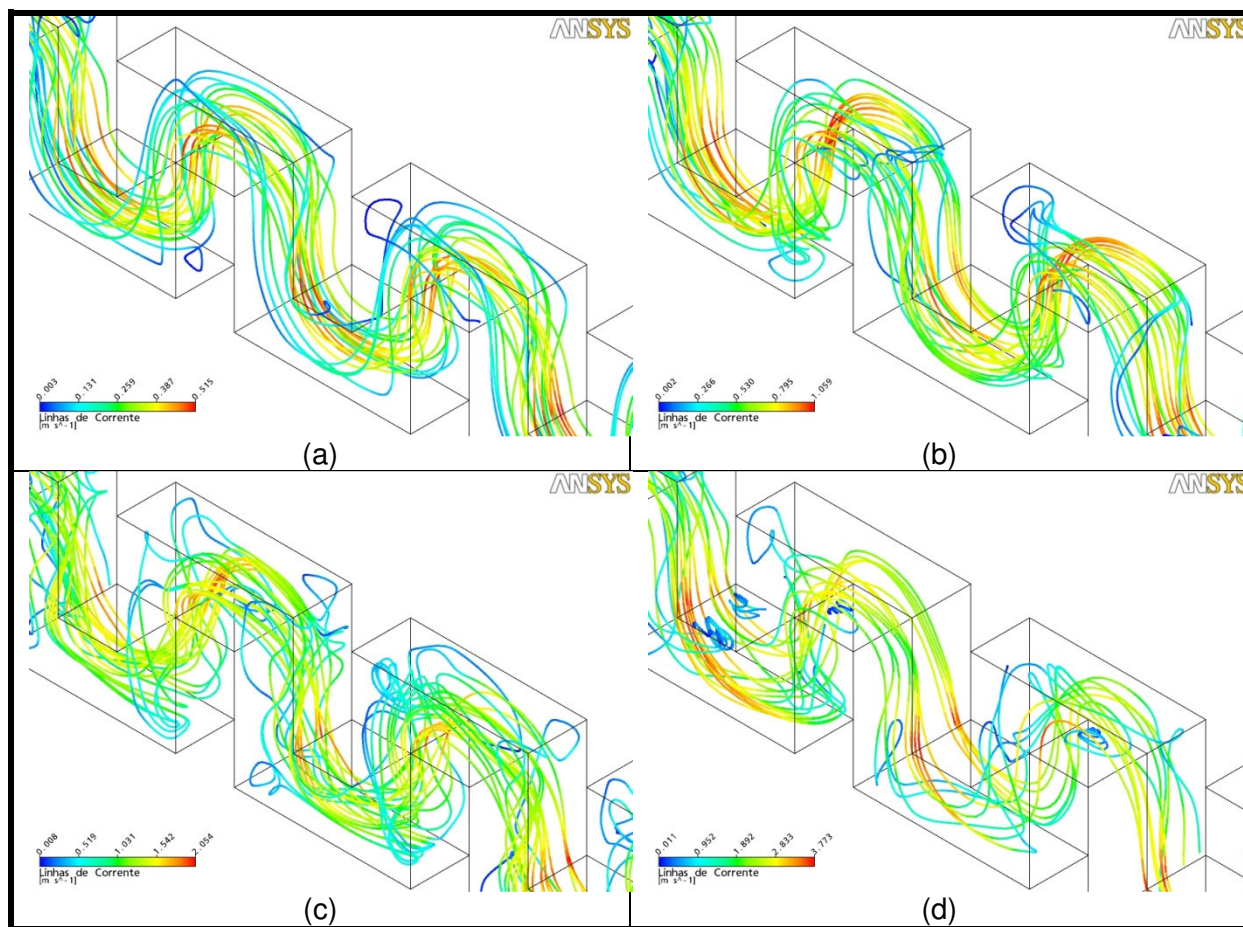 ANSYS
ANSYS
0.003 0.131 0.259 0.387 0.515
Linhas de Corrente
[m s^-1]
0.002 0.266 0.530 0.795 1.059
Linhas de Corrente
[m s^-1]
(a)
(b)
ANSYS
ANSYS
0.008 0.519 1.031 1.542 2.054
Linhas de Corrente
[m s^-1]
0.011 0.952 1.892 2.833 3.773
Linhas de Corrente
[m s^-1]
(c)
(d)